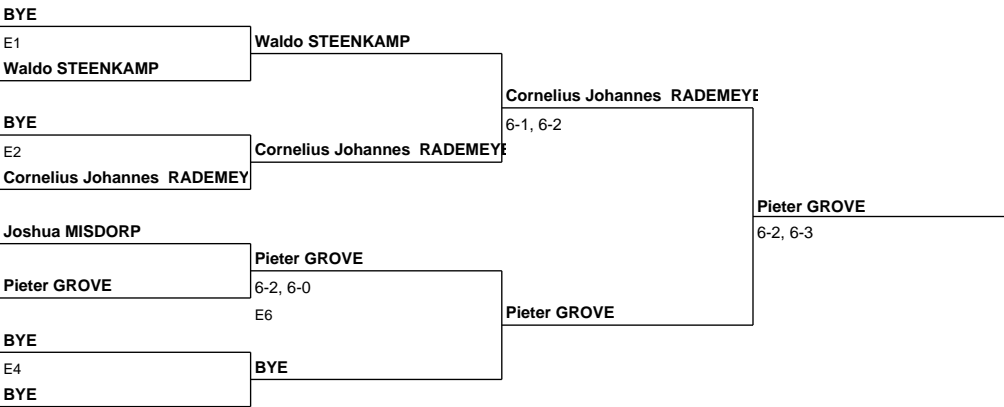 BYE
E1
Waldo STEENKAMP
Waldo STEENKAMP
BYE
E2
Cornelius Johannes RADEMEY
Cornelius Johannes RADEMEYE
Cornelius Johannes RADEMEYE
6-1, 6-2
Joshua MISDORP
Pieter GROVE
Pieter GROVE
6-2, 6-0
E6
BYE
E4
BYE
BYE
Pieter GROVE
Pieter GROVE
6-2, 6-3